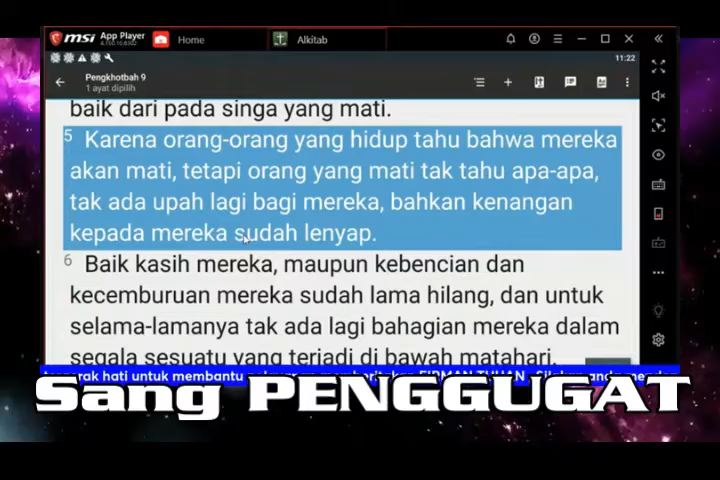 msi App Player
4.150.10.6302
Home
Alkitab
11:22
Pengkhotbah 9
1 ayat dipilih
baik dari pada singa yang mati.
5 Karena orang-orang yang hidup tahu bahwa mereka
akan mati, tetapi orang yang mati tak tahu apa-apa,
tak ada upah lagi bagi mereka, bahkan kenangan
kepada mereka sudah lenyap.
6 Baik kasih mereka, maupun kebencian dan
kecemburuan mereka sudah lama hilang, dan untuk
selama-lamanya tak ada lagi bahagian mereka dalam
segala sesuatu yang terjadi di bawah matahari.
hati untuk membantu FIRMAN TUHAN
Sang PENGGUGAT